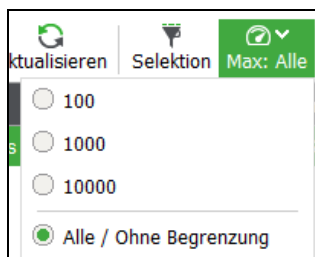 ktualisieren Selektion Max: Alle
100
1000
10000
s
Alle / Ohne Begrenzung